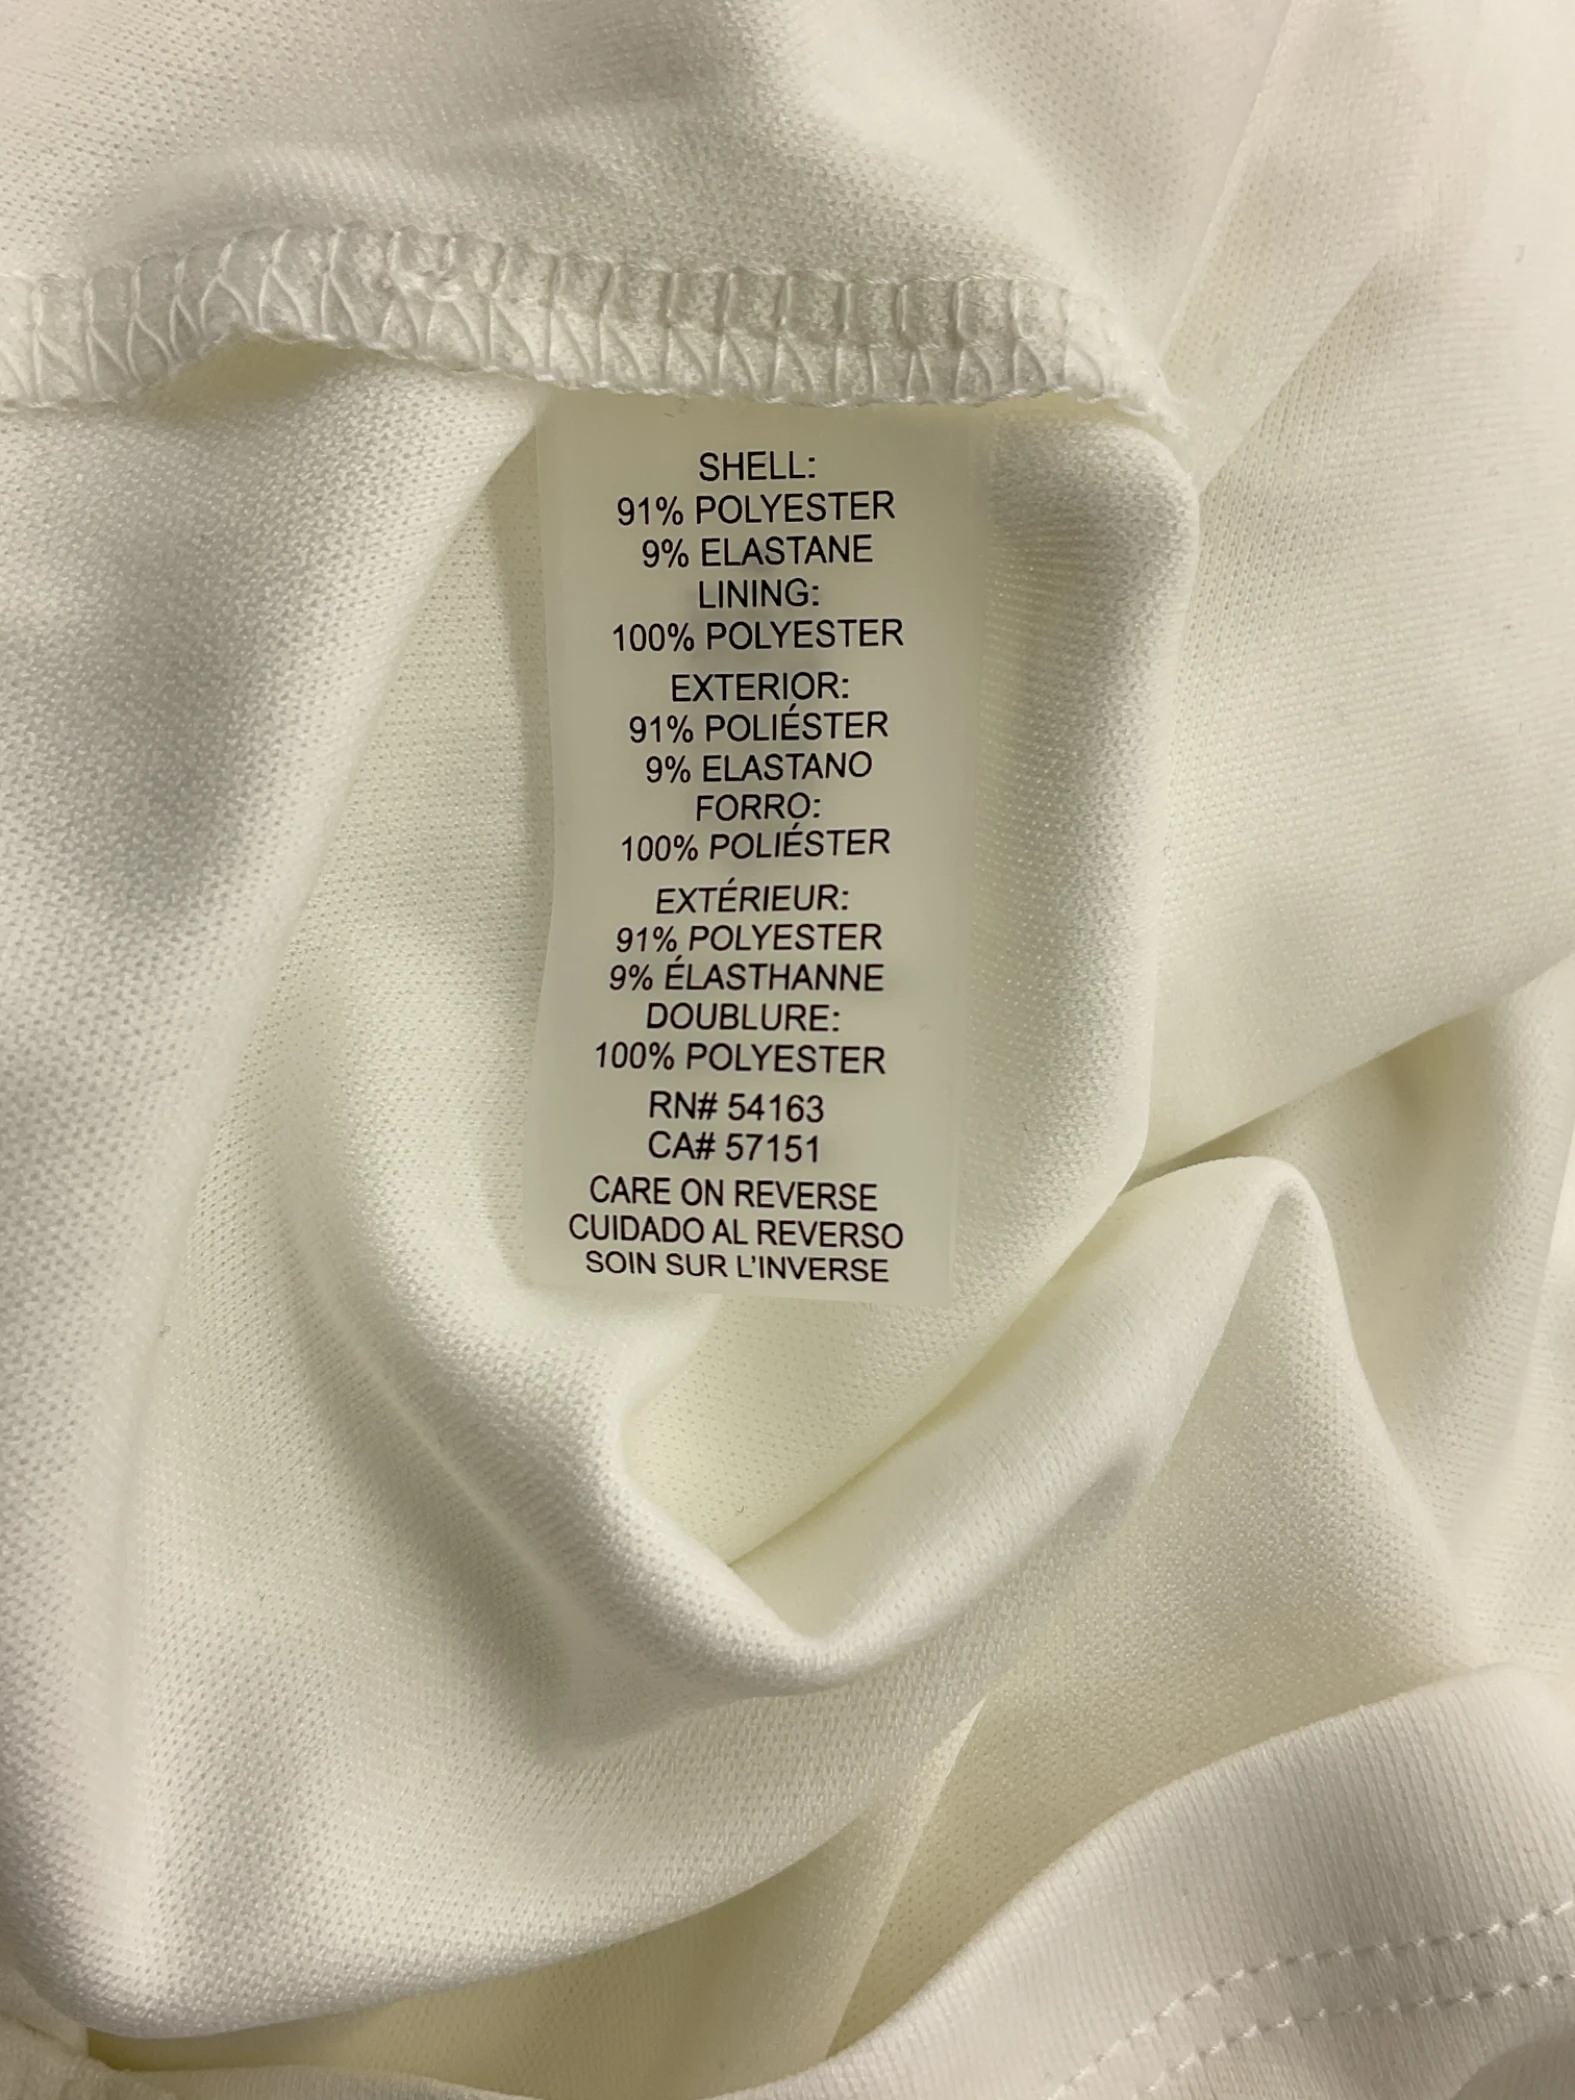 SHELL:
91% POLYESTER
9% ELASTANE
LINING:
100% POLYESTER
EXTERIOR:
91% POLIÉSTER
9% ELASTANO
FORRO:
100% POLIÉSTER
EXTÉRIEUR:
91% POLYESTER
9% ÉLASTHANNE
DOUBLURE:
100% POLYESTER
RN# 54163
CA# 57151
CARE ON REVERSE
CUIDADO AL REVERSO
SOIN SUR L'INVERSE